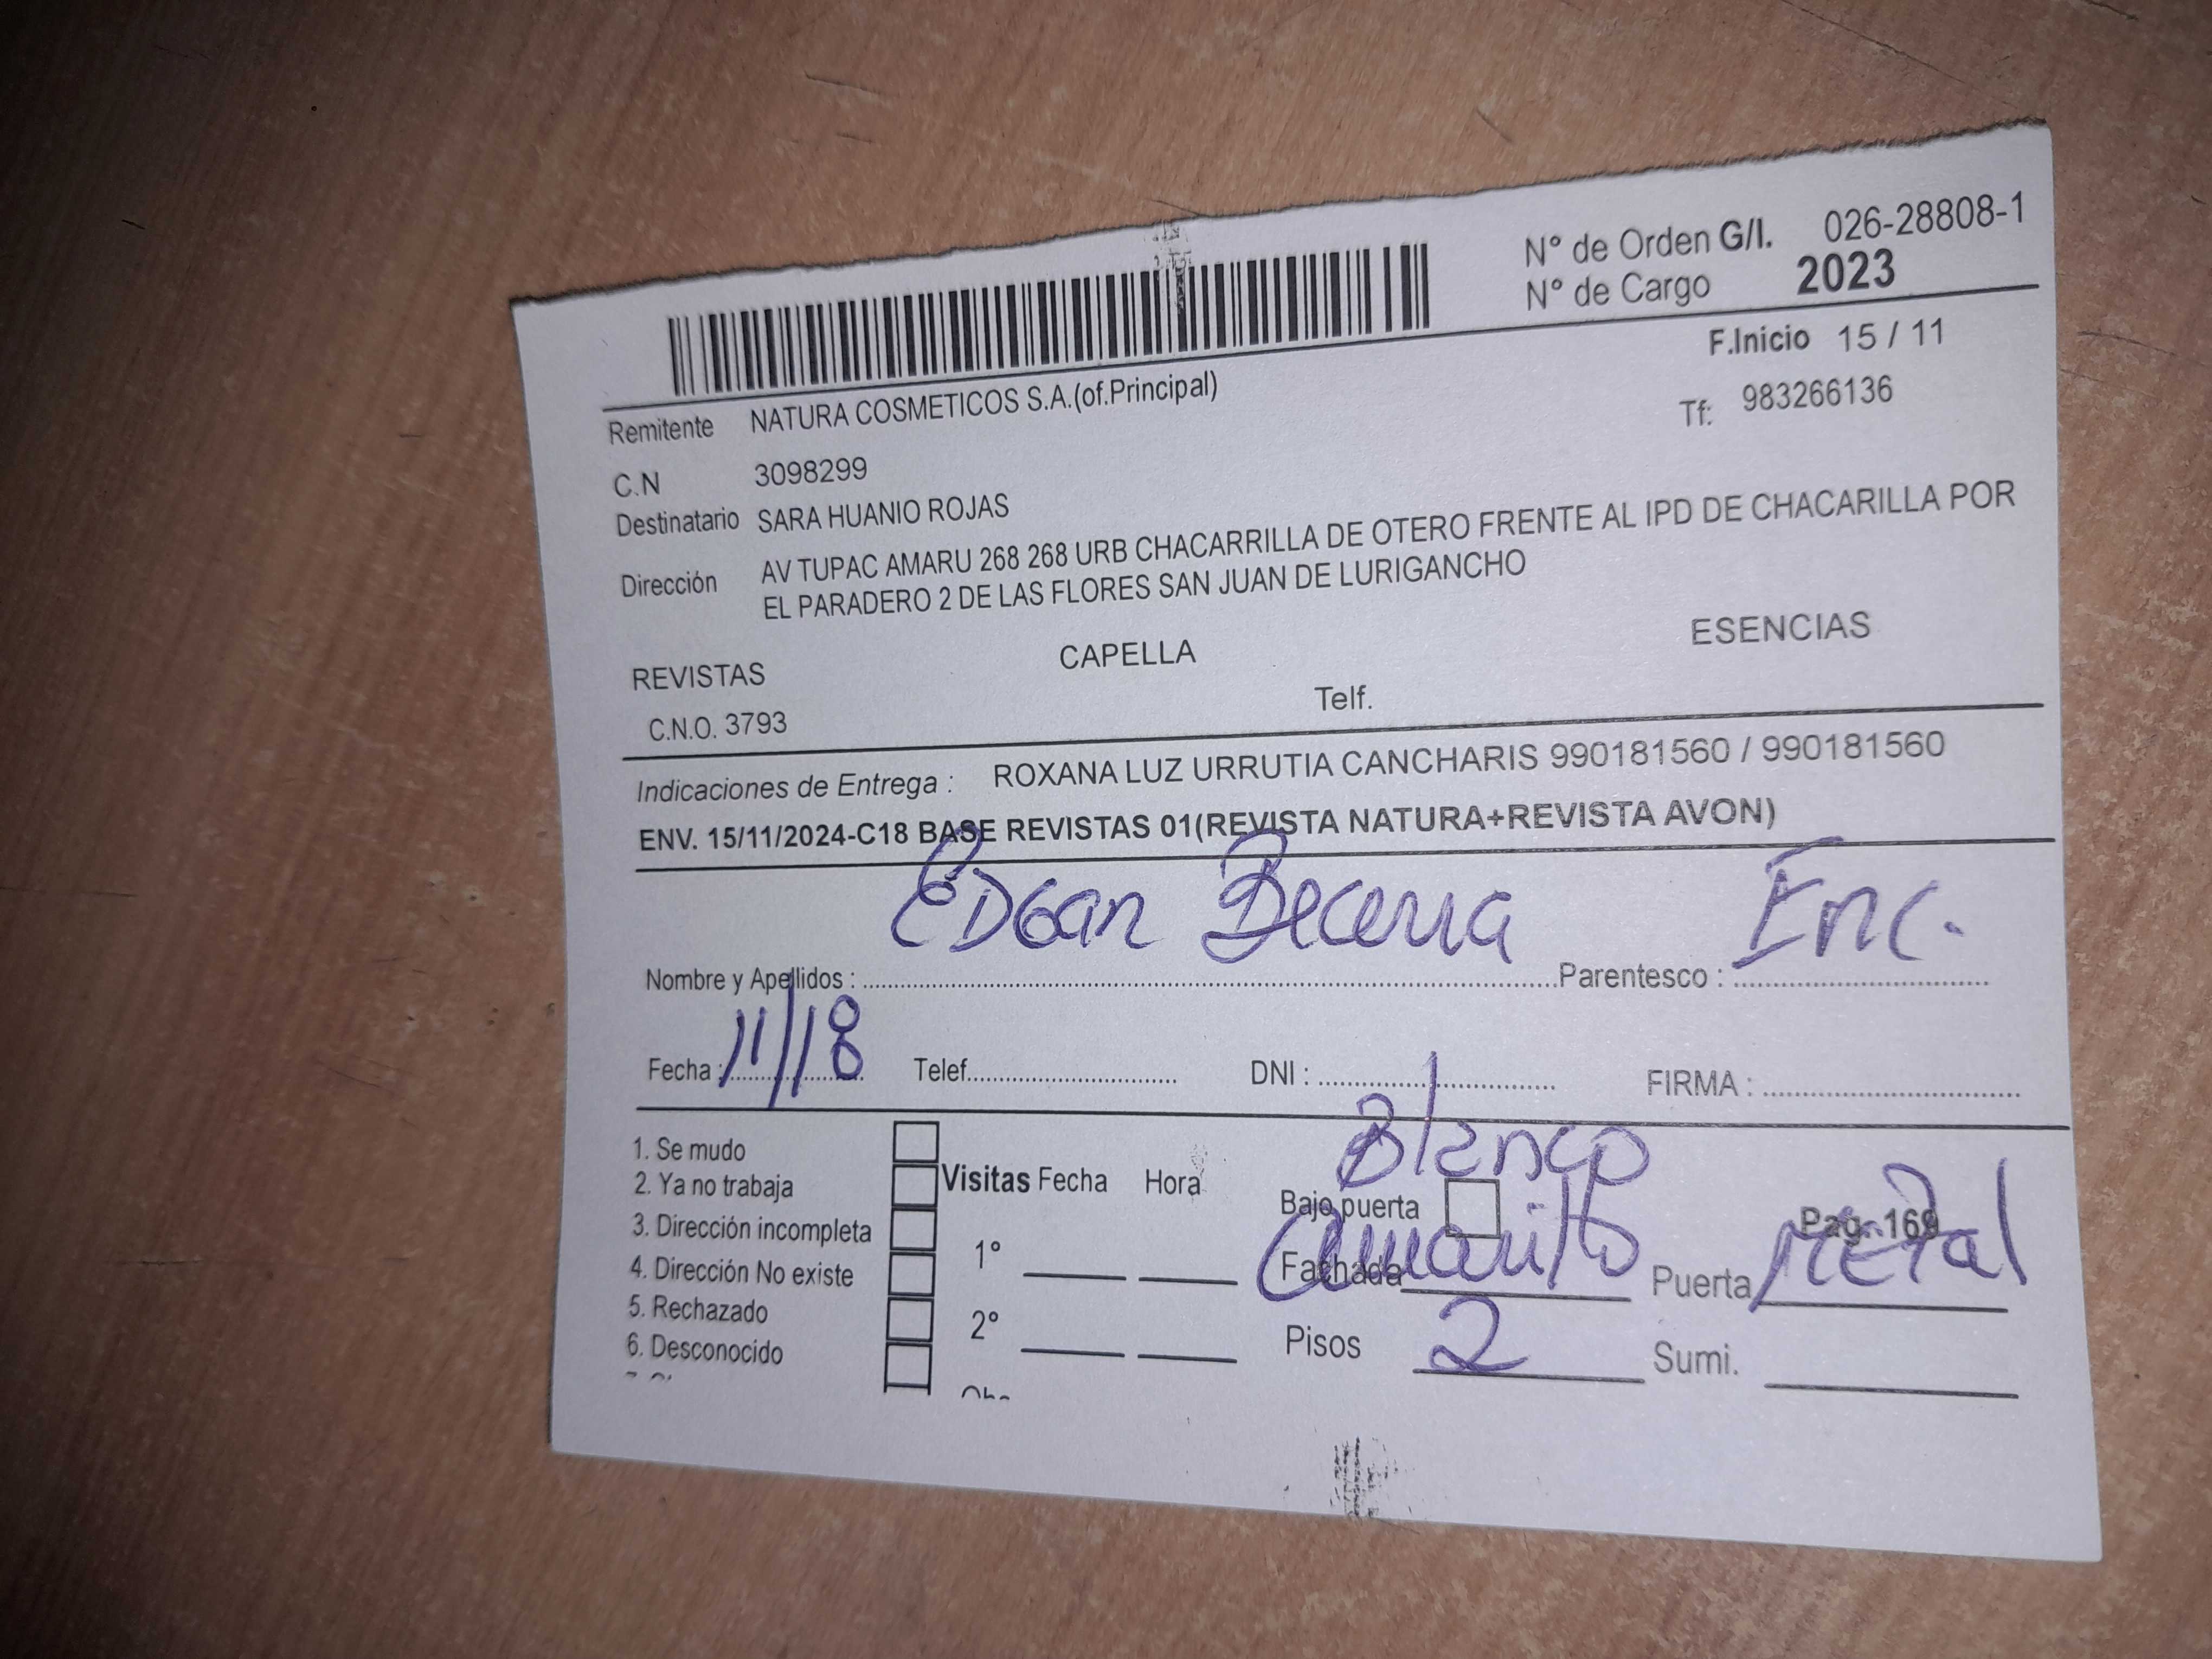 N° de Orden G/I. 026-28808-1
N° de Cargo 2023
F.Inicio 15 / 11
Remitente NATURA COSMETICOS S.A.(of.Principal)
Tf: 983266136
C.N 3098299
Destinatario SARA HUANIO ROJAS
Dirección AV TUPAC AMARU 268 268 URB CHACARRILLA DE OTERO FRENTE AL IPD DE CHACARILLA POR
EL PARADERO 2 DE LAS FLORES SAN JUAN DE LURIGANCHO
REVISTAS CAPELLA ESENCIAS
C.N.O. 3793 Telf.
Indicaciones de Entrega : ROXANA LUZ URRUTIA CANCHARIS 990181560 / 990181560
ENV. 15/11/2024-C18 BASE REVISTAS 01(REVISTA NATURA+REVISTA AVON)
EDGAR Becerra Enc.
Nombre y Apellidos : Parentesco :
Fecha : 11/18 Telef. DNI : FIRMA :
1. Se mudo
2. Ya no trabaja
3. Dirección incompleta
4. Dirección No existe
5. Rechazado
6. Desconocido
Visitas Fecha Hora
1°
2°
Blanco
Bajo puerta Pag. 169
Fachada Amarillo Puerta Metal
Pisos 2 Sumi.